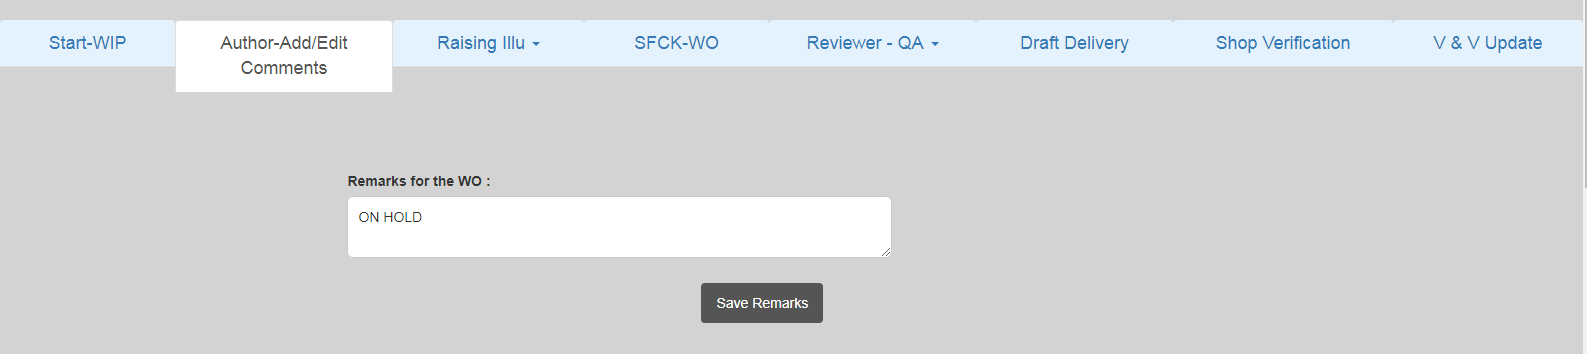 Start-WIP
Author-Add/Edit
Comments
Raising Illu
SFCK-WO
Reviewer - QA
Draft Delivery
Shop Verification
V & V Update
Remarks for the WO :
ON HOLD
Save Remarks